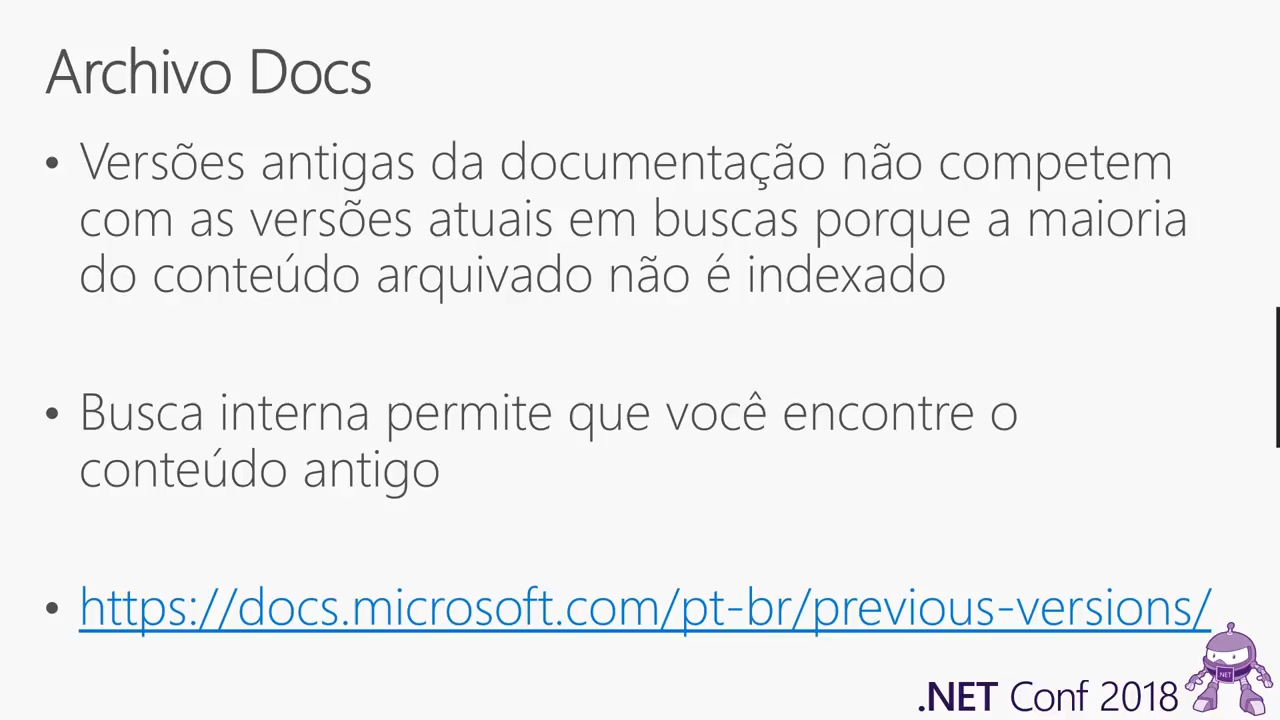 Archivo Docs
• Versões antigas da documentação não competem
com as versões atuais em buscas porque a maioria
do conteúdo arquivado não é indexado
• Busca interna permite que você encontre o
conteúdo antigo
• https://docs.microsoft.com/pt-br/previous-versions/
.NET Conf 2018
.NET